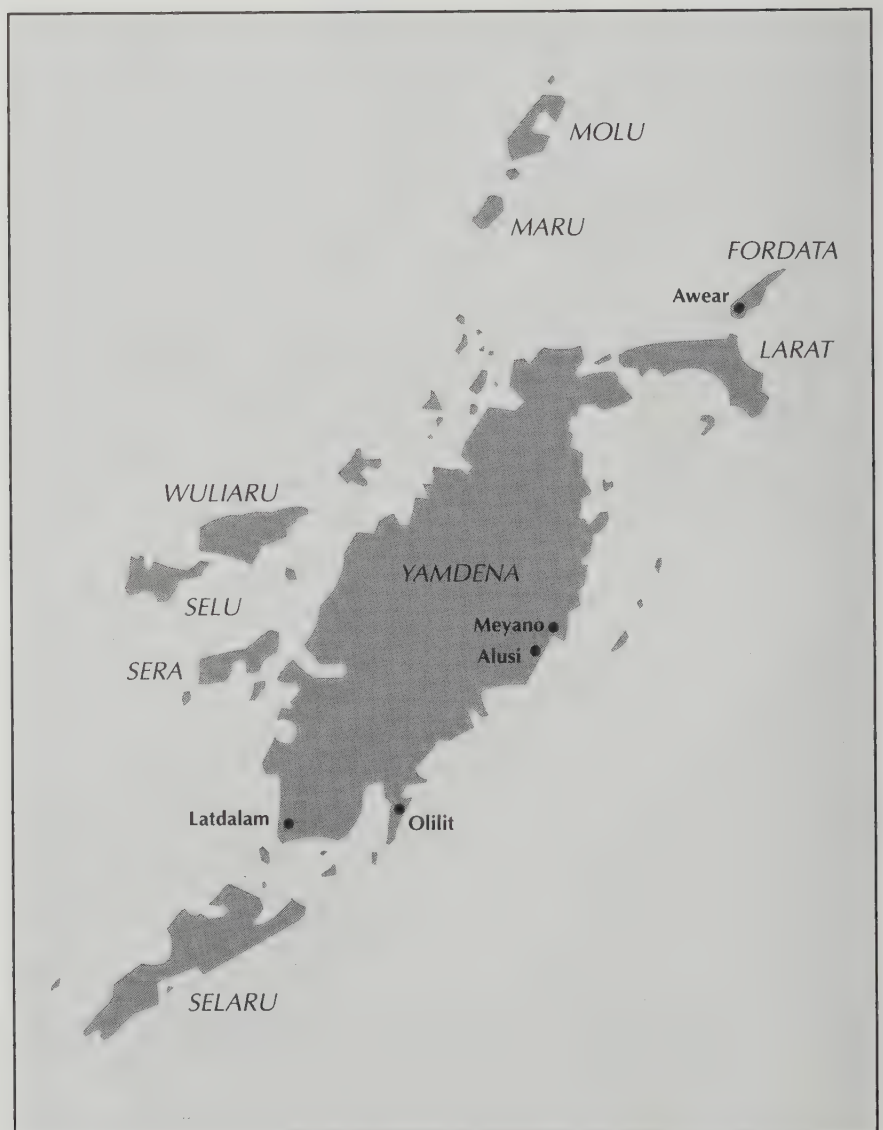 MOLU
MARU
FORDATA
Awear
LARAT
WULIARU
YAMDENA
SELU
Meyano
Alusi
SERA
Latdalam
Olilit
SELARU